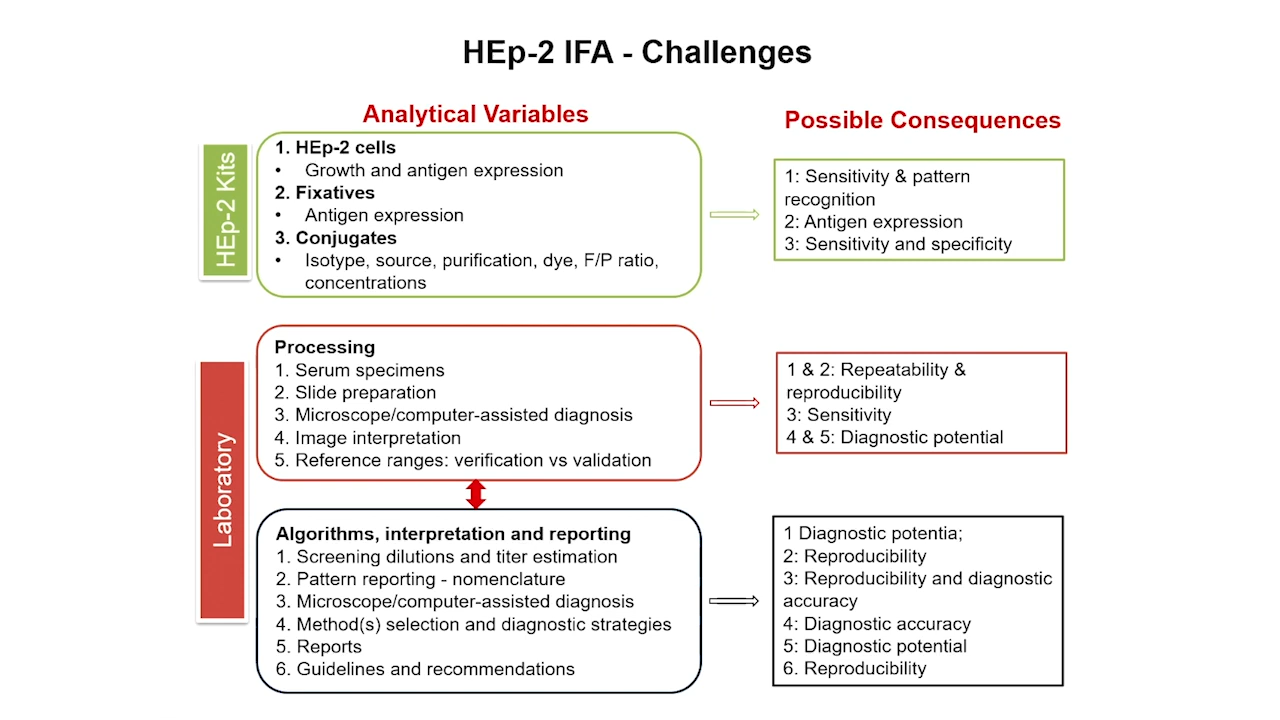 HEp-2 IFA - Challenges
Analytical Variables
Possible Consequences
HEp-2 Kits
1. HEp-2 cells
• Growth and antigen expression
2. Fixatives
• Antigen expression
3. Conjugates
• Isotype, source, purification, dye, F/P ratio,
concentrations
1: Sensitivity & pattern
recognition
2: Antigen expression
3: Sensitivity and specificity
Laboratory
Processing
1. Serum specimens
2. Slide preparation
3. Microscope/computer-assisted diagnosis
4. Image interpretation
5. Reference ranges: verification vs validation
1 & 2: Repeatability &
reproducibility
3: Sensitivity
4 & 5: Diagnostic potential
Algorithms, interpretation and reporting
1. Screening dilutions and titer estimation
2. Pattern reporting - nomenclature
3. Microscope/computer-assisted diagnosis
4. Method(s) selection and diagnostic strategies
5. Reports
6. Guidelines and recommendations
1 Diagnostic potentia;
2: Reproducibility
3: Reproducibility and diagnostic
accuracy
4: Diagnostic accuracy
5: Diagnostic potential
6. Reproducibility